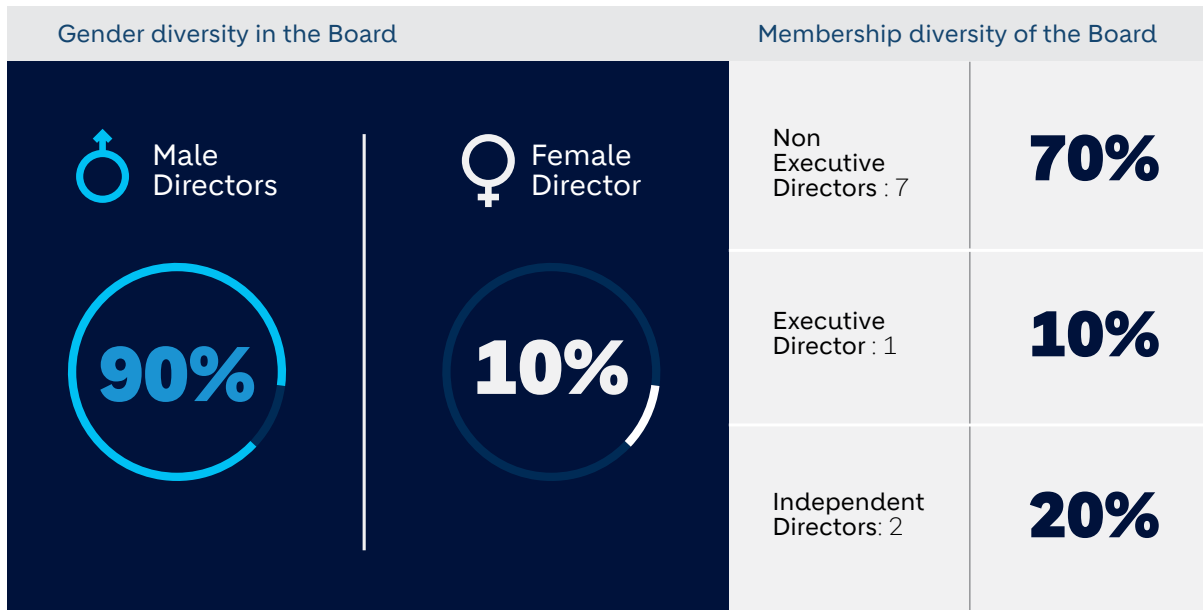 Gender diversity in the Board
Male
Directors
90%
Female
Director
10%
Membership diversity of the Board
Non
Executive
Directors : 7
70%
Executive
Director : 1
10%
Independent
Directors: 2
20%